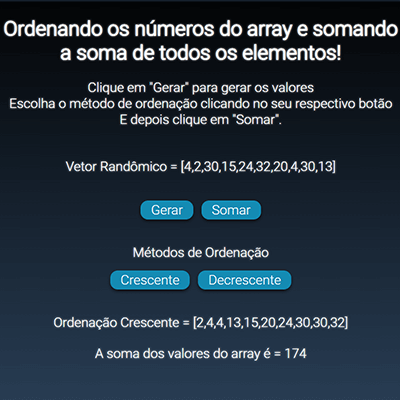 Ordenando os números do array e somando
a soma de todos os elementos!
Clique em "Gerar" para gerar os valores
Escolha o método de ordenação clicando no seu respectivo botão
E depois clique em "Somar".
Vetor Randômico = [4,2,30,15,24,32,20,4,30,13]
Gerar Somar
Métodos de Ordenação
Crescente Decrescente
Ordenação Crescente = [2,4,4,13,15,20,24,30,30,32]
A soma dos valores do array é = 174